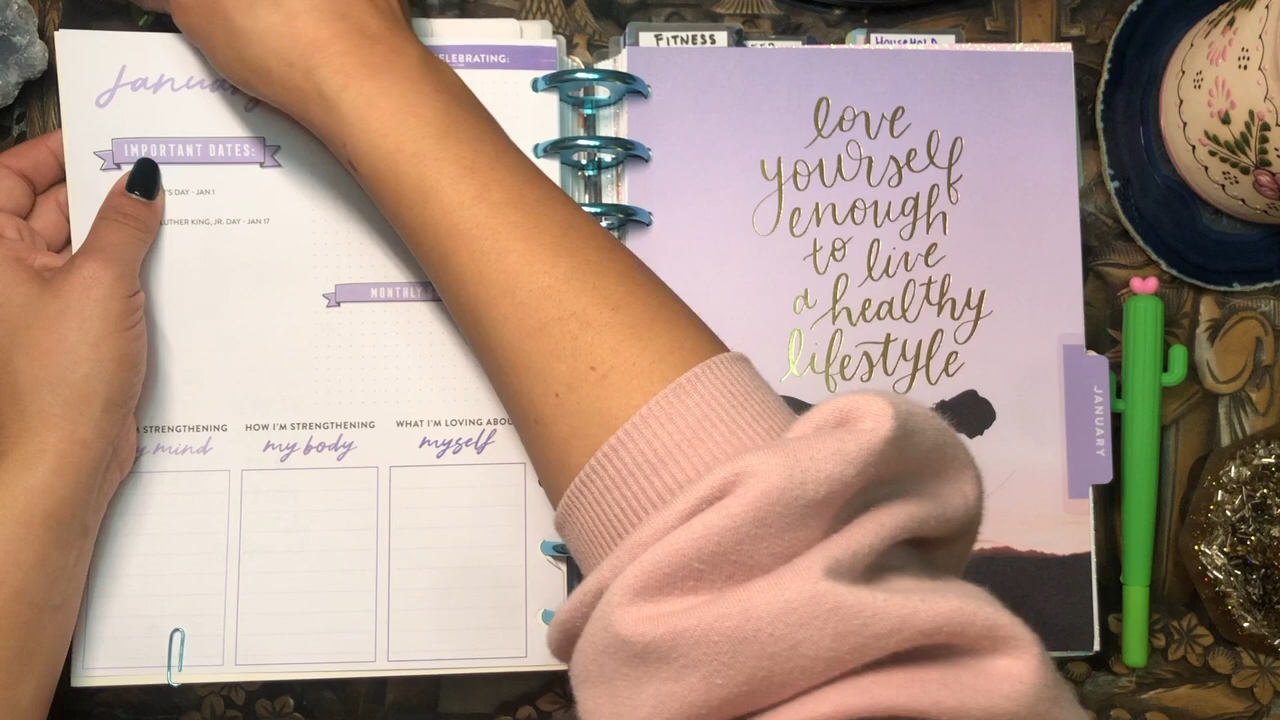 January
IMPORTANT DATES:
'S DAY - JAN 1
LUTHER KING, JR. DAY - JAN 17
ELEBRATING:
MONTHLY
STRENGTHENING
mind
HOW I'M STRENGTHENING
my body
WHAT I'M LOVING ABOU
myself
FITNESS
HOUSEHOLD
love
yourself
enough
to live
a healthy
lifestyle
JANUARY